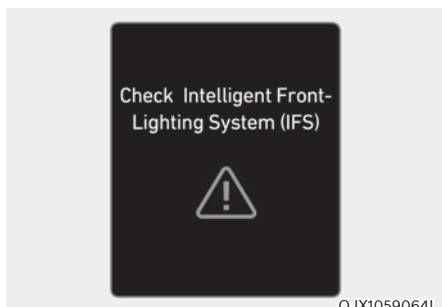 Check Intelligent Front-
Lighting System (IFS)
OJX1059064L